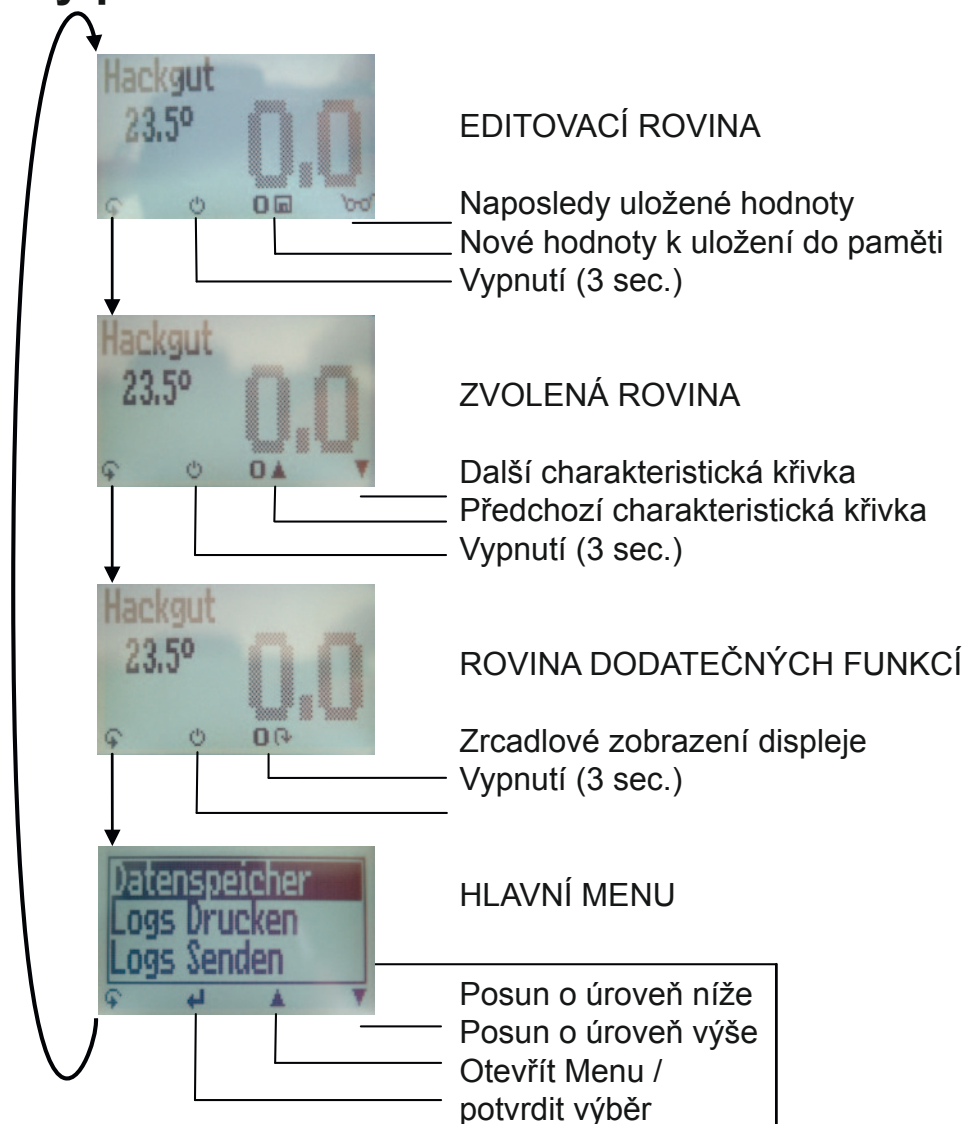 Hackgut
23.5° 0.0
EDITOVACÍ ROVINA
Naposledy uložené hodnoty
Nové hodnoty k uložení do paměti
Vypnutí (3 sec.)
Hackgut
23.5° 0.0
0
ZVOLENÁ ROVINA
Další charakteristická křivka
Předchozí charakteristická křivka
Vypnutí (3 sec.)
Hackgut
23.5° 0.0
0
ROVINA DODATEČNÝCH FUNKCÍ
Zrcadlové zobrazení displeje
Vypnutí (3 sec.)
Datenspeicher
Logs Drucken
Logs Senden
HLAVNÍ MENU
Posun o úroveň níže
Posun o úroveň výše
Otevřít Menu /
potvrdit výběr